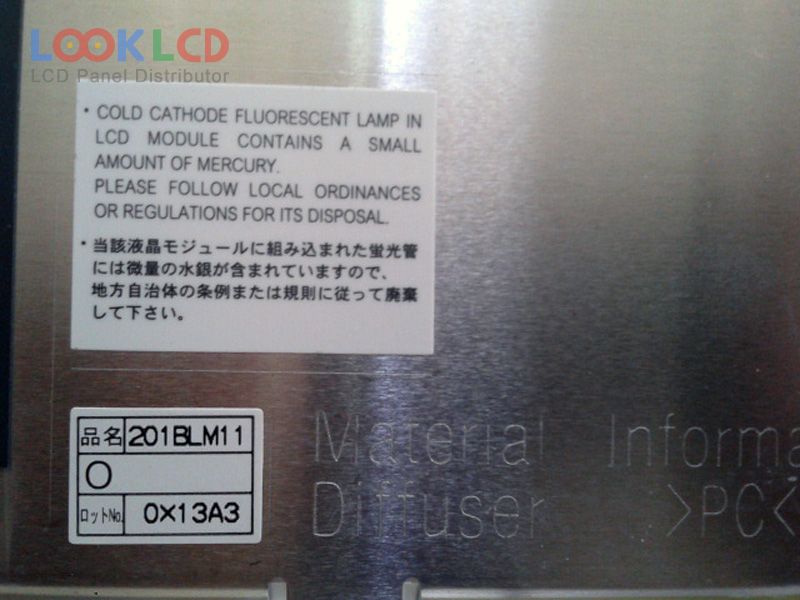 LOOK LCD
LCD Panel Distributor
・COLD CATHODE FLUORESCENT LAMP IN
LCD MODULE CONTAINS A SMALL
AMOUNT OF MERCURY.
PLEASE FOLLOW LOCAL ORDINANCES
OR REGULATIONS FOR ITS DISPOSAL.
・当該液晶モジュールに組み込まれた蛍光管
には微量の水銀が含まれていますので、
地方自治体の条例または規則に従って廃棄
して下さい。
品名 201BLM11
O
ロットNo. 0X13A3
Material Informa
Diffuser >PC<